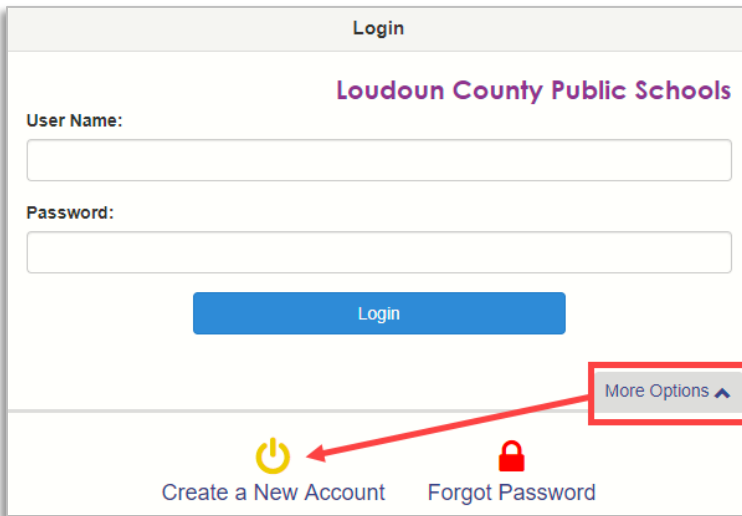 Login
Loudoun County Public Schools
User Name:
Password:
Login
More Options
Create a New Account Forgot Password